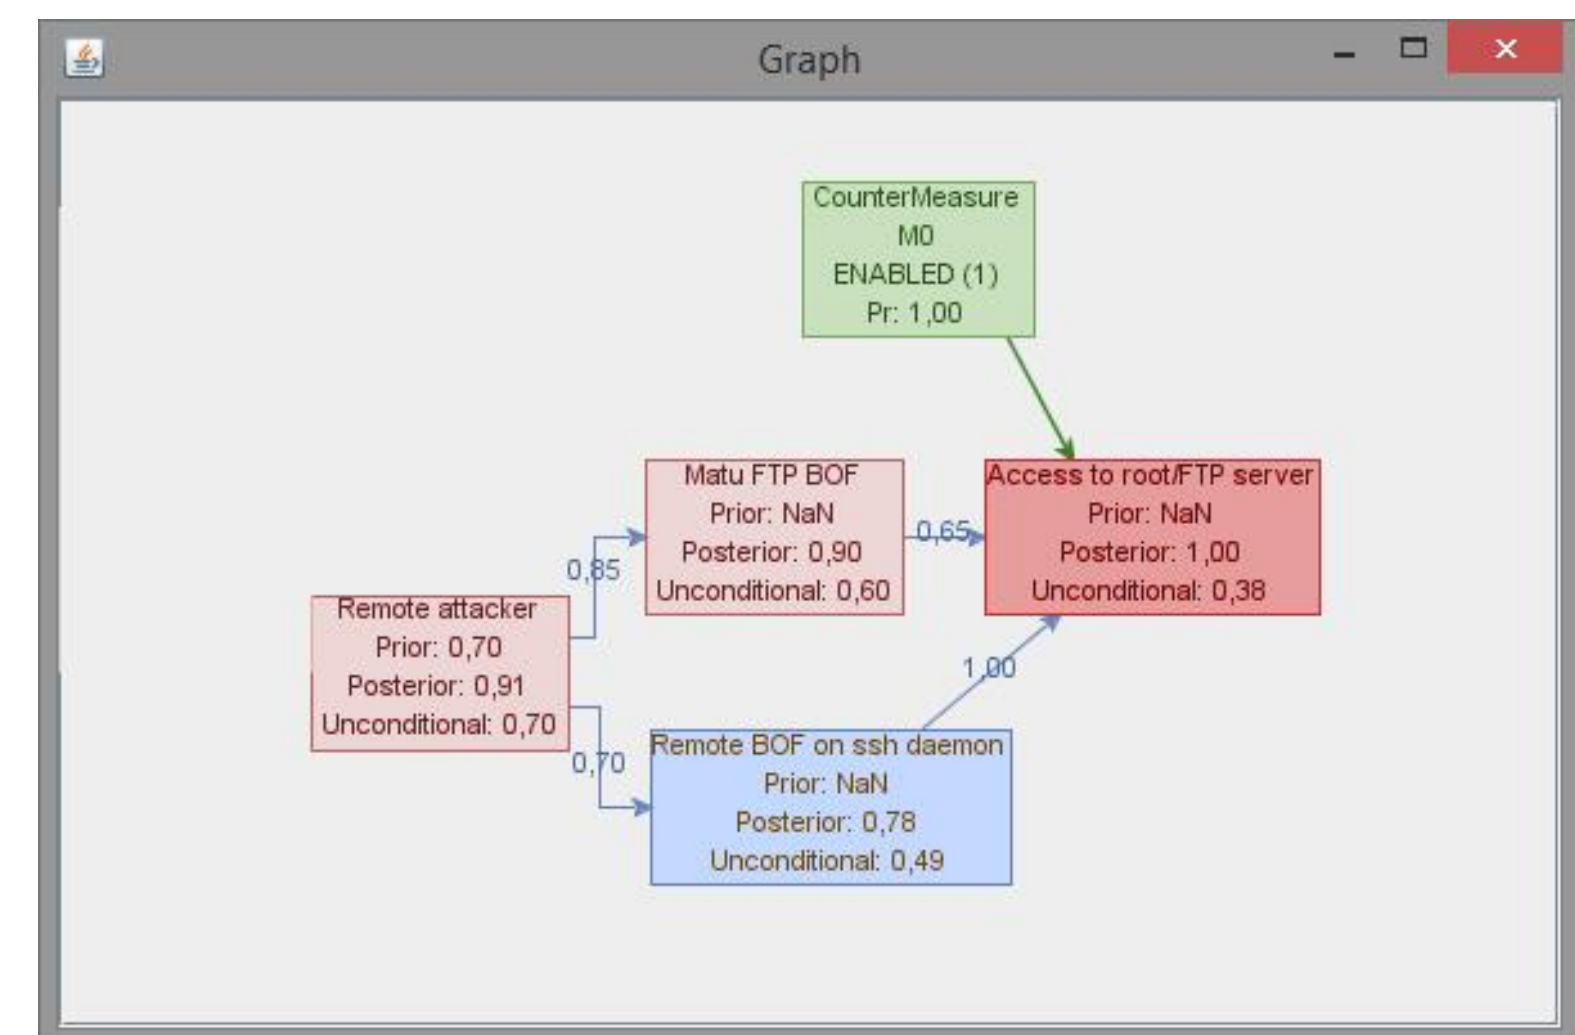 Graph
CounterMeasure
M0
ENABLED (1)
Pr: 1,00
Matu FTP BOF
Prior: NaN
Posterior: 0,90
Unconditional: 0,60
0,65
Access to root/FTP server
Prior: NaN
Posterior: 1,00
Unconditional: 0,38
0,85
Remote attacker
Prior: 0,70
Posterior: 0,91
Unconditional: 0,70
1,00
0,70
Remote BOF on ssh daemon
Prior: NaN
Posterior: 0,78
Unconditional: 0,49